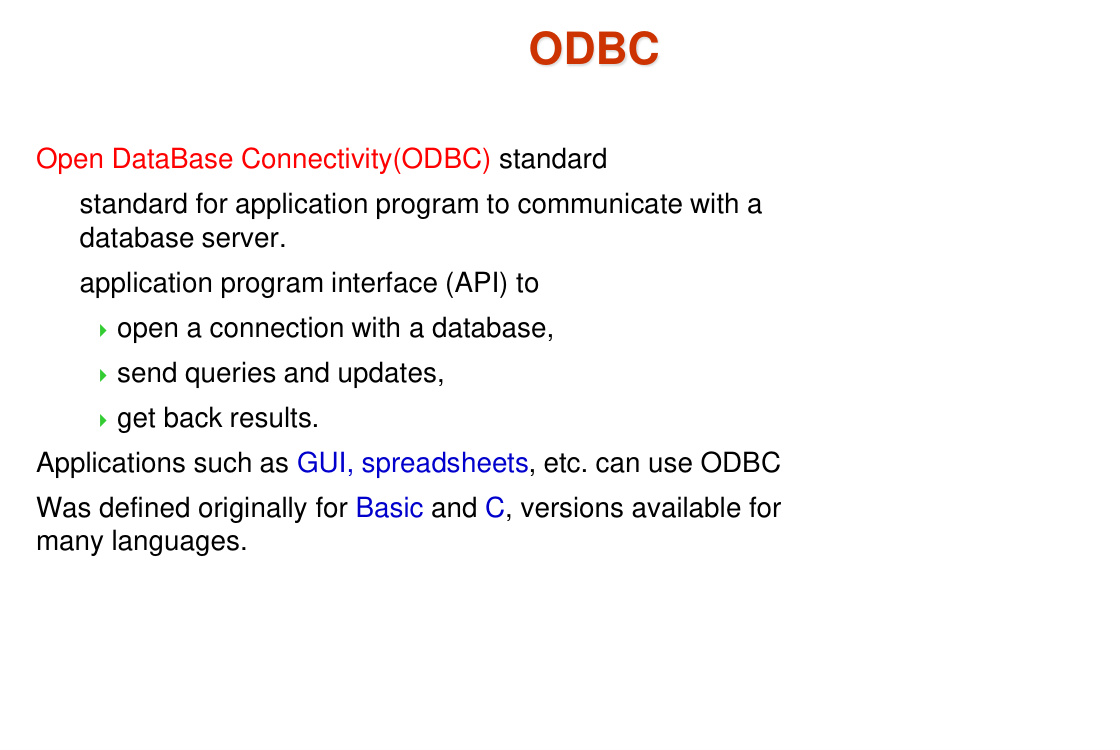 ODBC
Open DataBase Connectivity(ODBC) standard
standard for application program to communicate with a
database server.
application program interface (API) to
open a connection with a database,
send queries and updates,
get back results.
Applications such as GUI, spreadsheets, etc. can use ODBC
Was defined originally for Basic and C, versions available for
many languages.